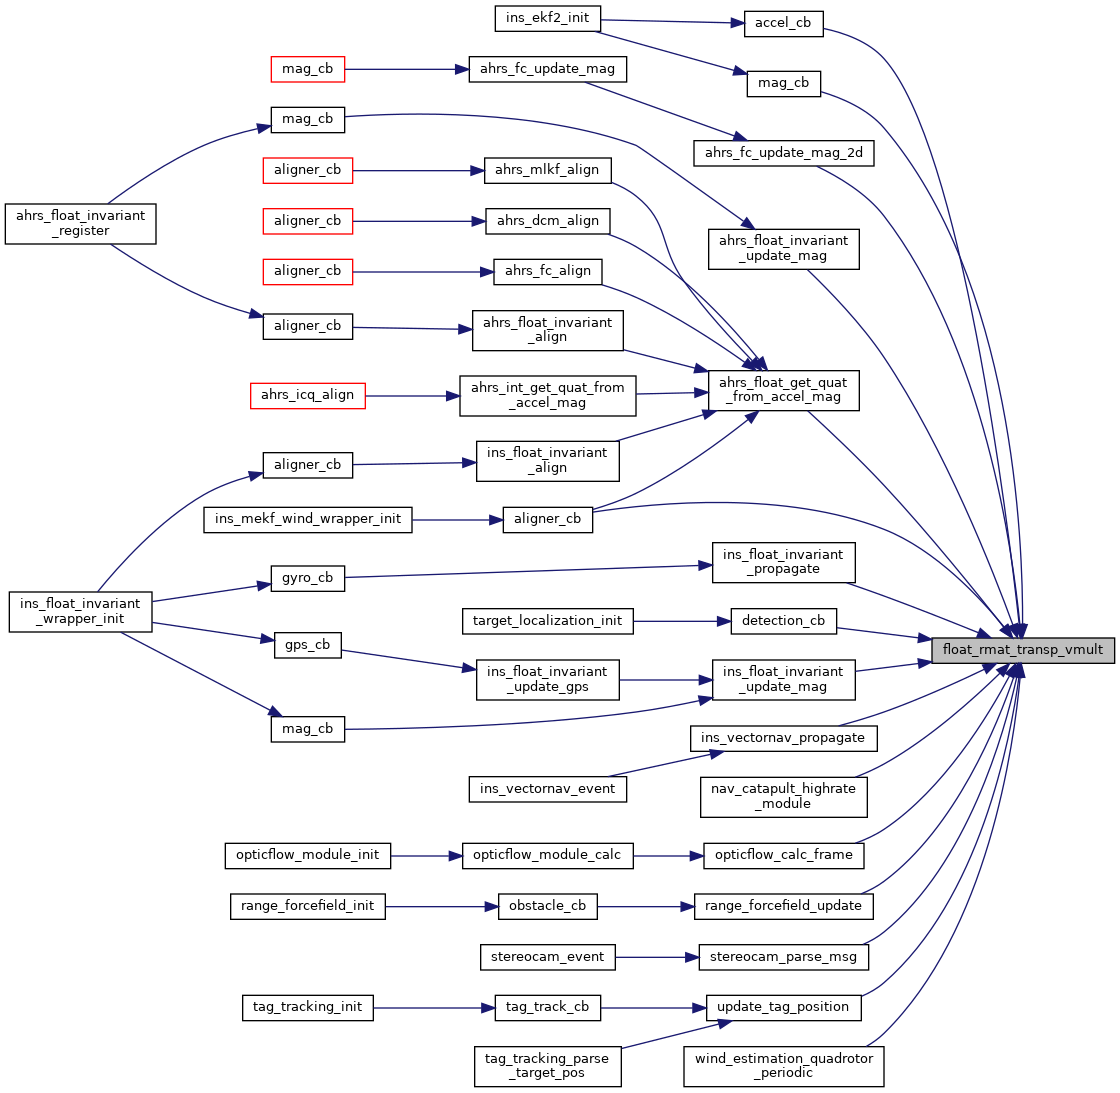 ins_ekf2_init
accel_cb
mag_cb
ahrs_fc_update_mag
mag_cb
mag_cb
ahrs_fc_update_mag_2d
aligner_cb
ahrs_mlkf_align
ahrs_float_invariant
_register
aligner_cb
ahrs_dcm_align
ahrs_float_invariant
_update_mag
aligner_cb
ahrs_fc_align
aligner_cb
ahrs_float_invariant
_align
ahrs_icq_align
ahrs_int_get_quat_from
_accel_mag
ahrs_float_get_quat
_from_accel_mag
aligner_cb
ins_float_invariant
_align
ins_mekf_wind_wrapper_init
aligner_cb
ins_float_invariant
_propagate
gyro_cb
ins_float_invariant
_wrapper_init
target_localization_init
detection_cb
gps_cb
float_rmat_transp_vmult
ins_float_invariant
_update_gps
ins_float_invariant
_update_mag
mag_cb
ins_vectornav_propagate
ins_vectornav_event
nav_catapult_highrate
_module
opticflow_module_init
opticflow_module_calc
opticflow_calc_frame
range_forcefield_init
obstacle_cb
range_forcefield_update
stereocam_event
stereocam_parse_msg
tag_tracking_init
tag_track_cb
update_tag_position
tag_tracking_parse
_target_pos
wind_estimation_quadrotor
_periodic